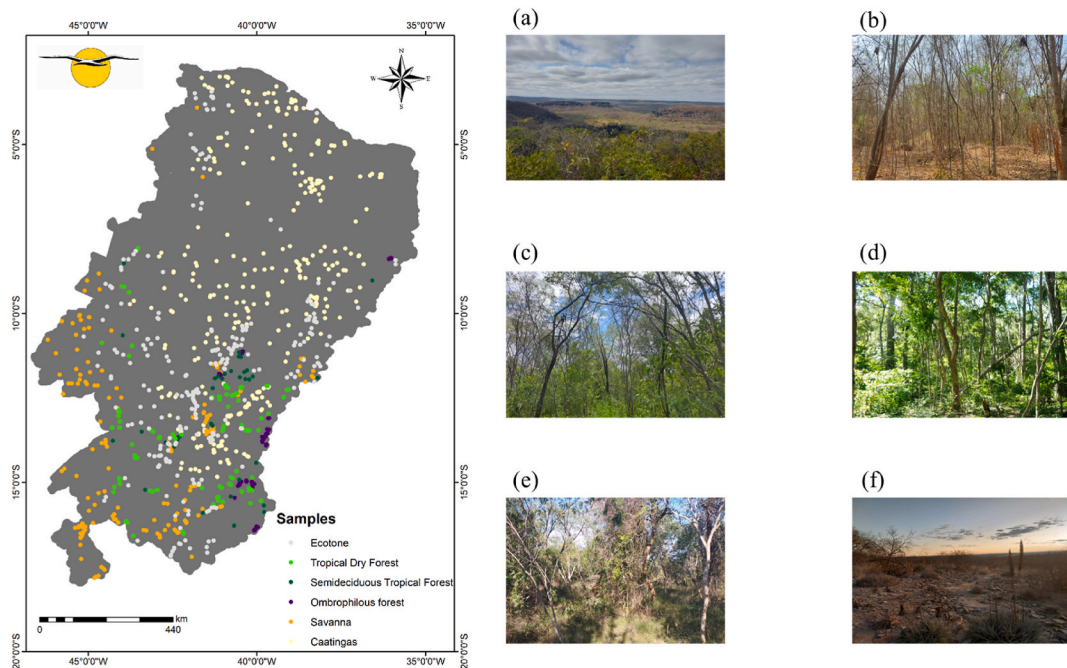 45°0'0"W 40°0'0"W 35°0'0"W
N
W E
S
5°0'0"S 5°0'0"S
10°0'0"S 10°0'0"S
15°0'0"S 15°0'0"S
20°0'0"S 20°0'0"S
Samples
Ecotone
Tropical Dry Forest
Semideciduous Tropical Forest
Ombrophilous forest
Savanna
Caatingas
km
0 440
45°0'0"W 40°0'0"W 35°0'0"W
(a)
(b)
(c)
(d)
(e)
(f)